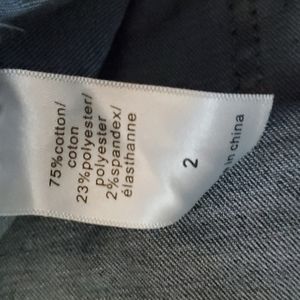 75%cotton/
coton
23%polyester/
polyester
2%spandex/
élasthanne
2
in china